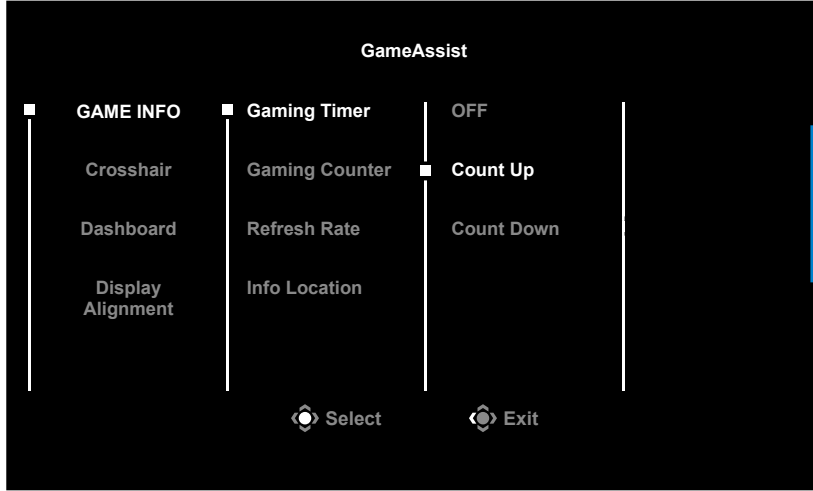 GameAssist
GAME INFO
Gaming Timer
OFF
Crosshair
Gaming Counter
Count Up
Dashboard
Refresh Rate
Count Down
Display
Alignment
Info Location
Select
Exit